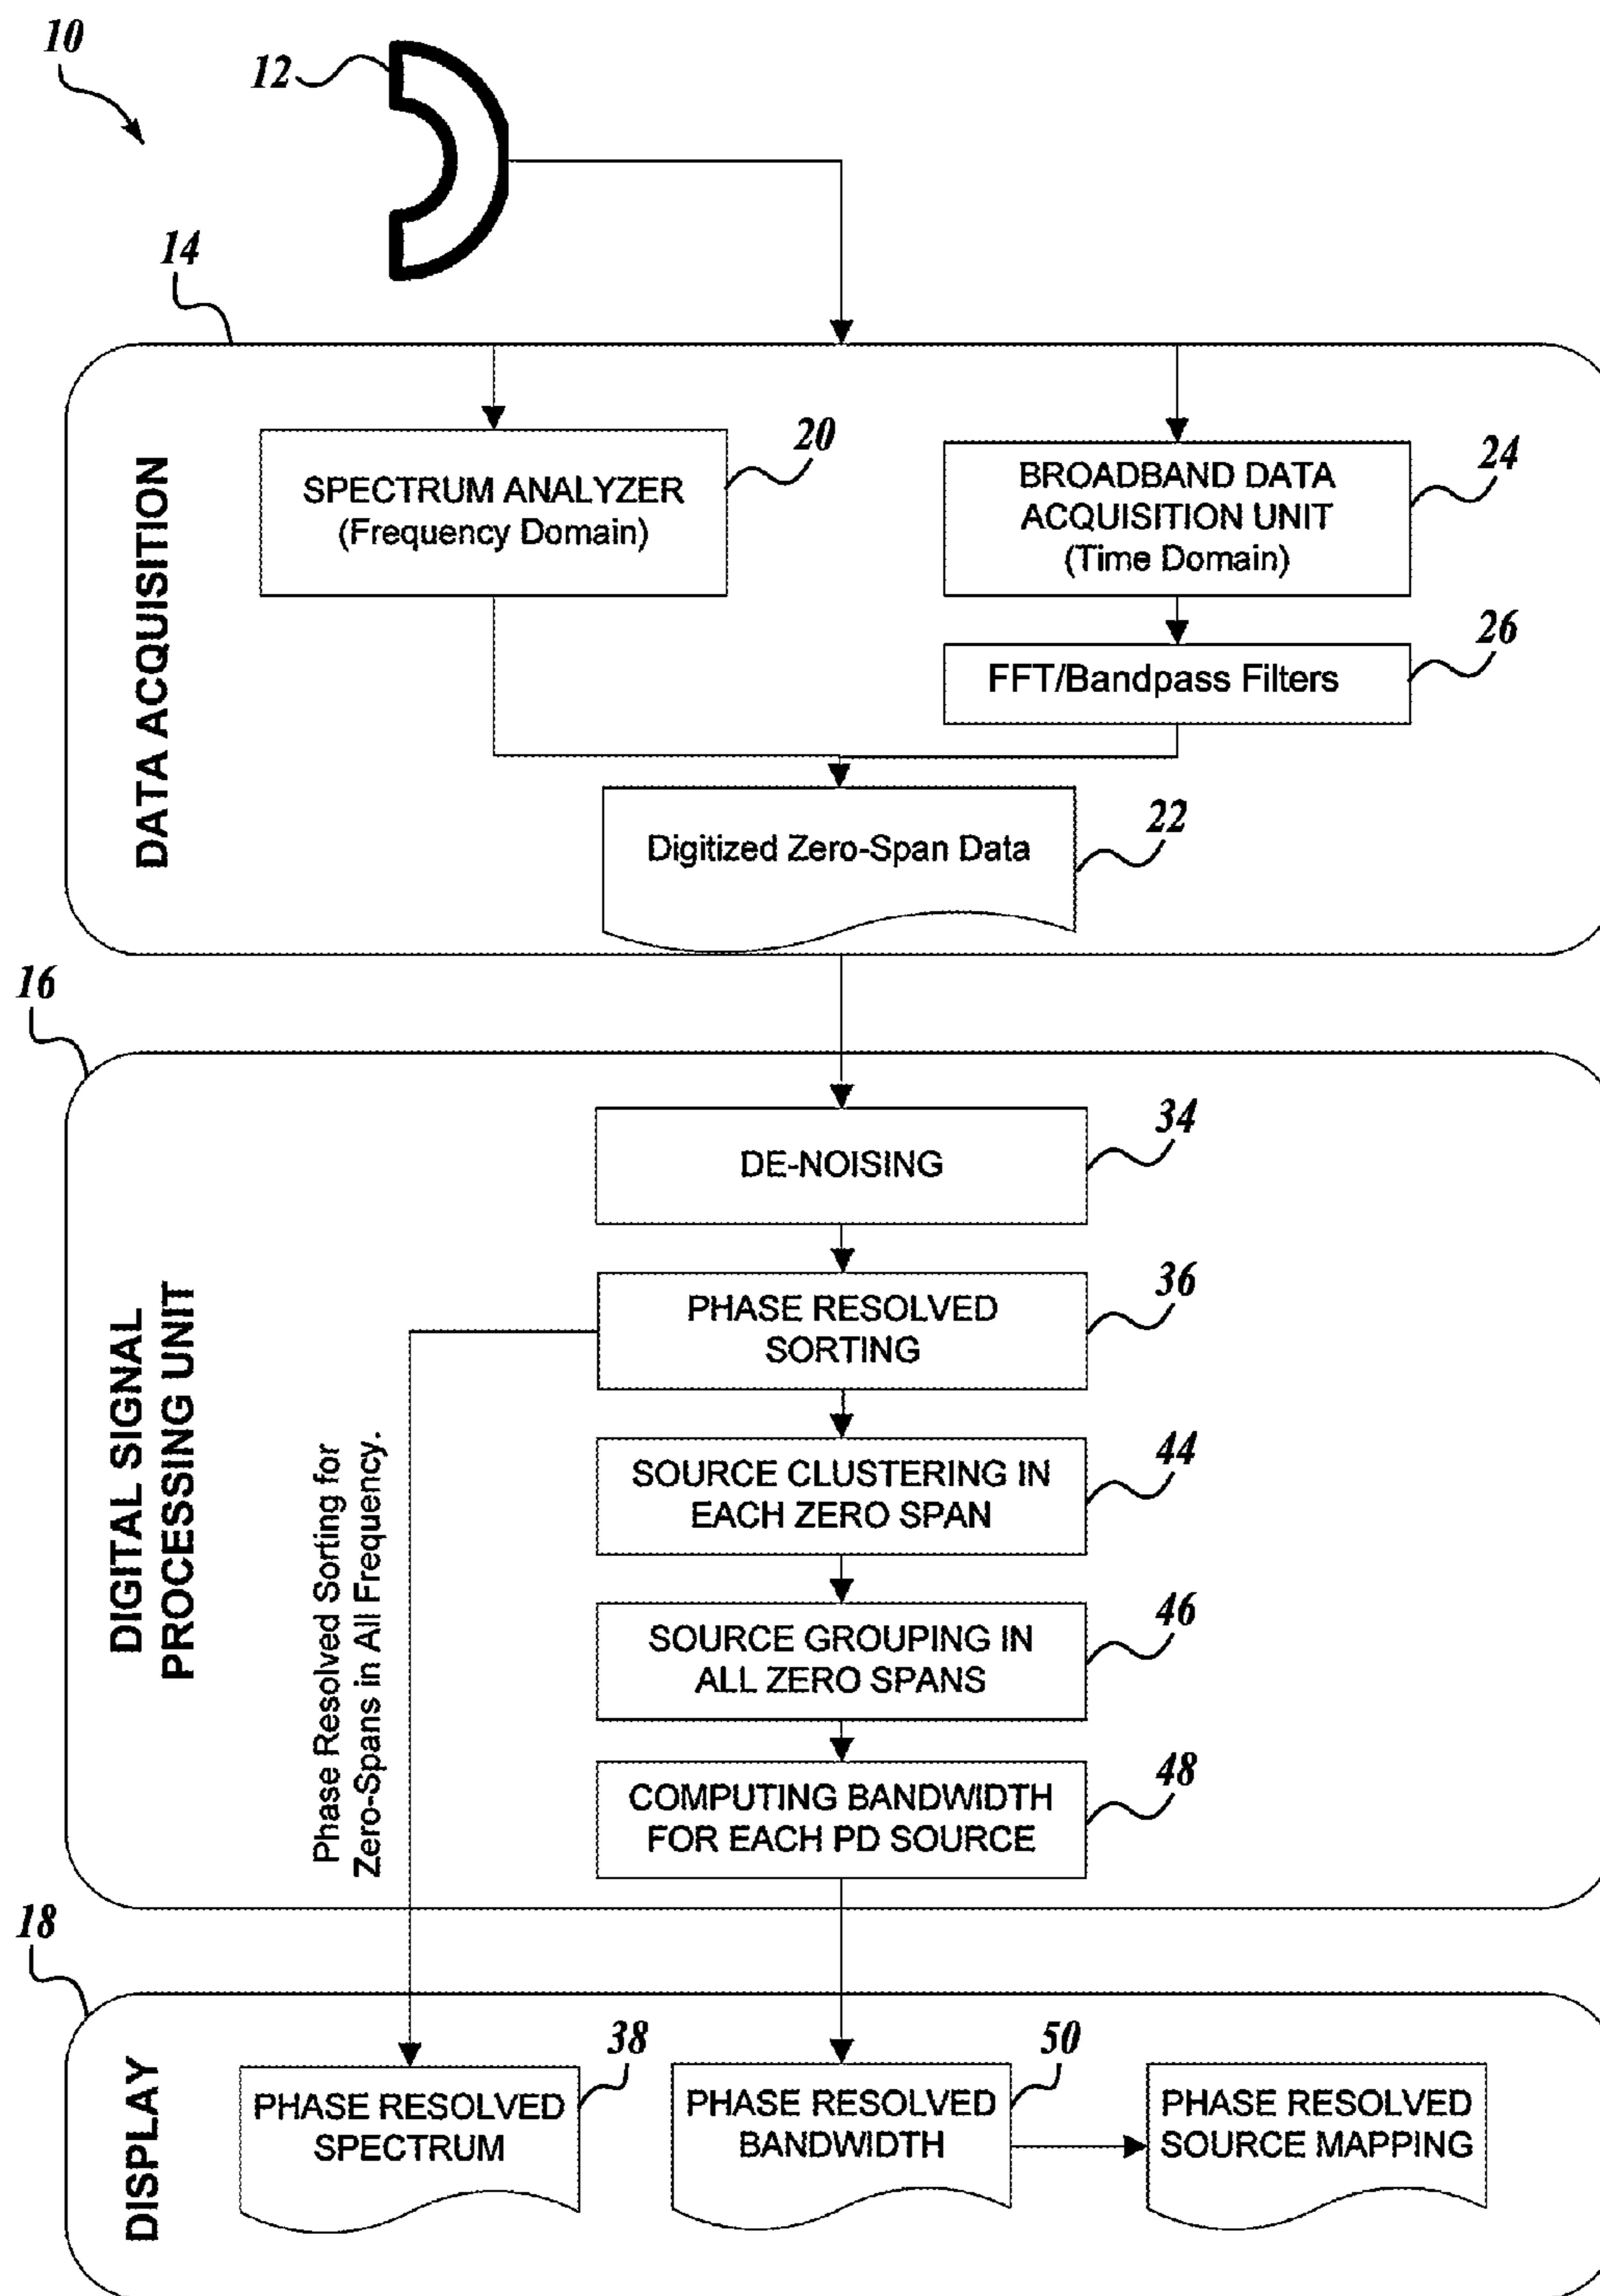 10
12
14
DATA ACQUISITION
SPECTRUM ANALYZER
(Frequency Domain)
20
BROADBAND DATA
ACQUISITION UNIT
(Time Domain)
24
FFT/Bandpass Filters
26
Digitized Zero-Span Data
22
16
DIGITAL SIGNAL
PROCESSING UNIT
DE-NOISING
34
PHASE RESOLVED
SORTING
36
Phase Resolved Sorting for
Zero-Spans in All Frequency.
SOURCE CLUSTERING IN
EACH ZERO SPAN
44
SOURCE GROUPING IN
ALL ZERO SPANS
46
COMPUTING BANDWIDTH
FOR EACH PD SOURCE
48
18
DISPLAY
PHASE RESOLVED
SPECTRUM
38
PHASE RESOLVED
BANDWIDTH
50
PHASE RESOLVED
SOURCE MAPPING